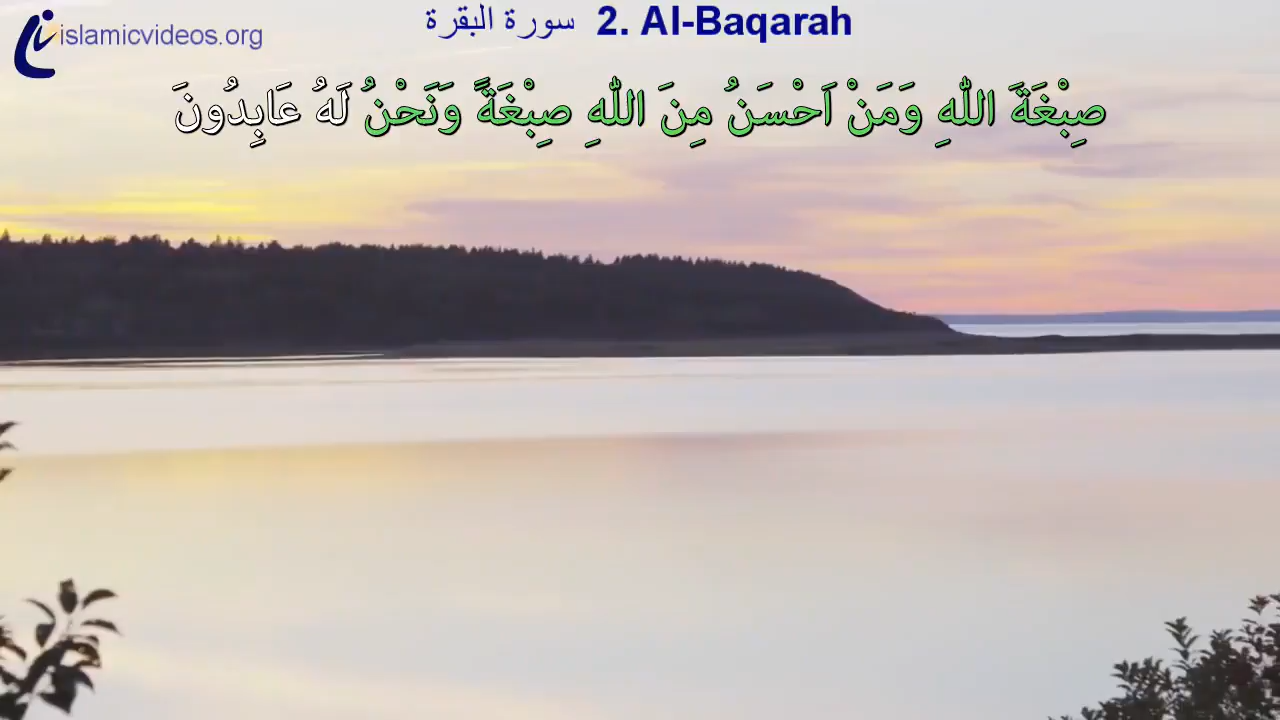 islamicvideos.org
سورة البقرة 2. Al-Baqarah
صِبْغَةَ اللّٰهِ وَمَنْ اَحْسَنُ مِنَ اللّٰهِ صِبْغَةً وَنَحْنُ لَهُ عَابِدُونَ